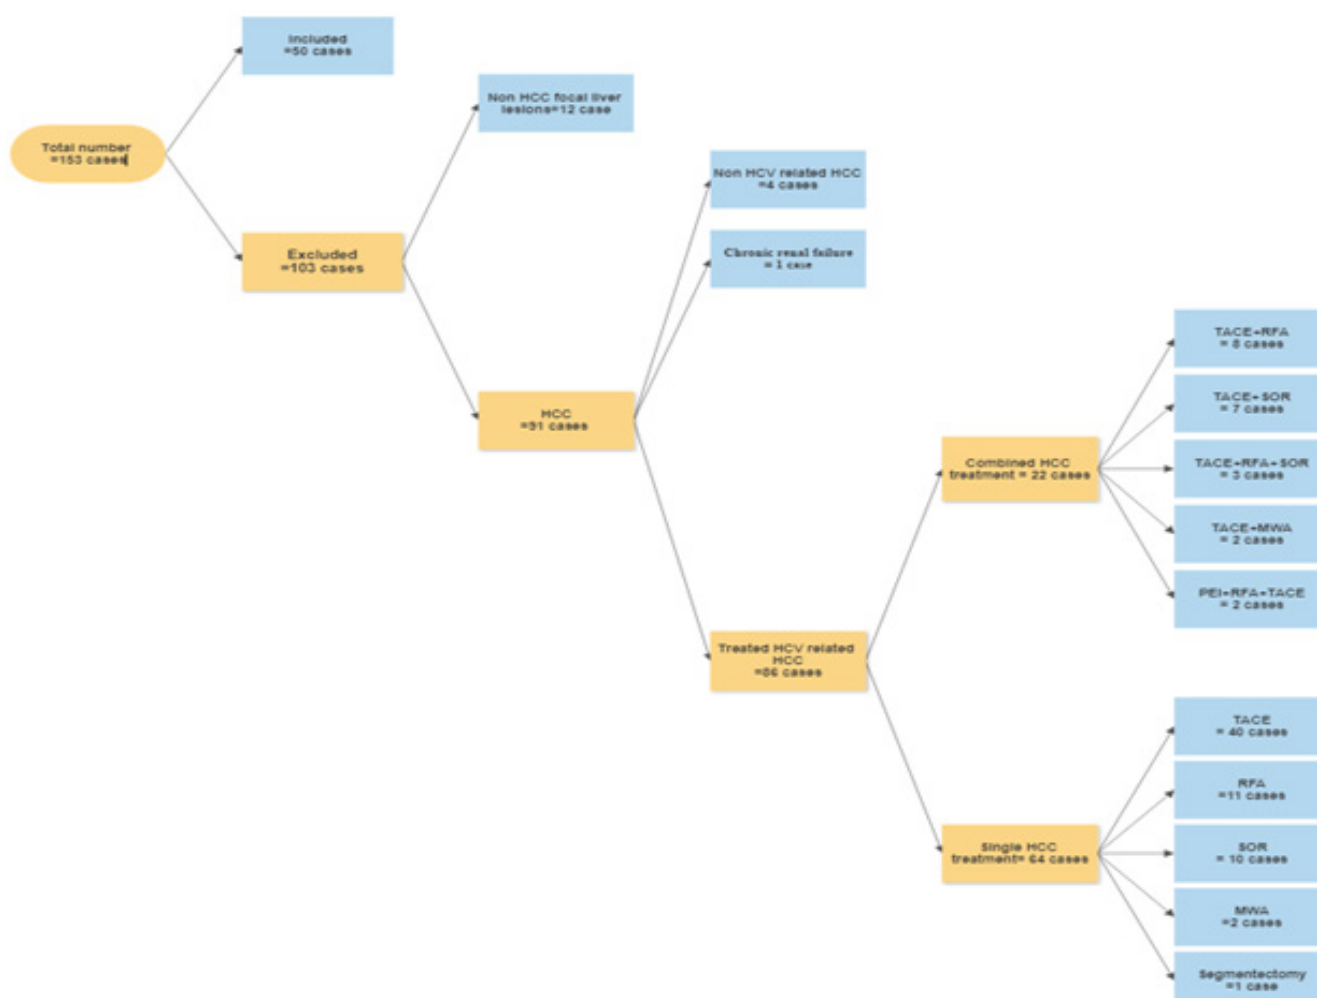 Included
=50 cases
Non HCC focal liver
lesions=12 case
Total number
=153 cases
Non HCV related HCC
=4 cases
Excluded
=103 cases
Chronic renal failure
= 1 case
TACE+RFA
= 8 cases
TACE+SOR
= 7 cases
HCC
=91 cases
Combined HCC
treatment = 22 cases
TACE+RFA+SOR
= 3 cases
TACE+MWA
= 2 cases
PEI+RFA+TACE
= 2 cases
Treated HCV related
HCC
=86 cases
TACE
= 40 cases
RFA
=11 cases
Single HCC
treatment= 64 cases
SOR
= 10 cases
MWA
=2 cases
Segmentectomy
=1 case